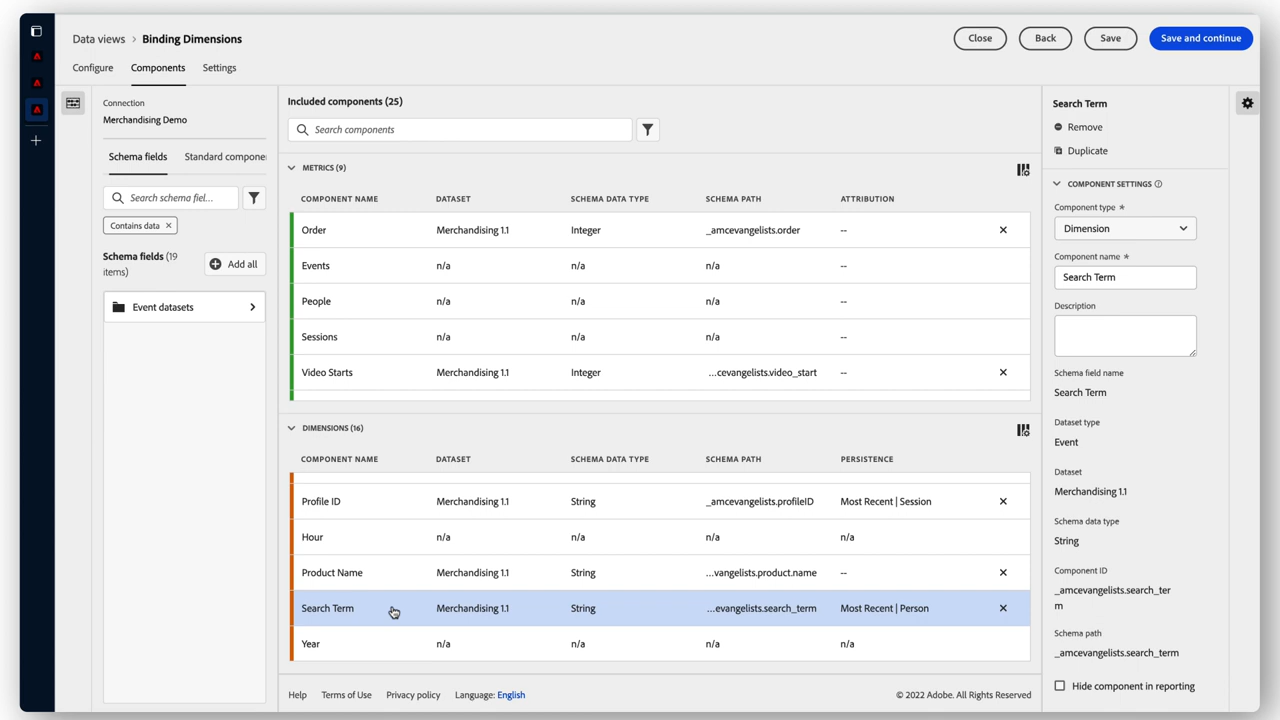 Data views > Binding Dimensions
Close
Back
Save
Save and continue
Configure
Components
Settings
Connection
Merchandising Demo
Schema fields
Standard compone
Search schema fiel...
Contains data
Schema fields (19
items)
Add all
Event datasets
Included components (25)
Search components
METRICS (9)
COMPONENT NAME DATASET SCHEMA DATA TYPE SCHEMA PATH ATTRIBUTION
Order Merchandising 1.1 Integer _amcevangelists.order --
Events n/a n/a n/a --
People n/a n/a n/a --
Sessions n/a n/a n/a --
Video Starts Merchandising 1.1 Integer ...cevangelists.video_start --
DIMENSIONS (16)
COMPONENT NAME DATASET SCHEMA DATA TYPE SCHEMA PATH PERSISTENCE
Profile ID Merchandising 1.1 String _amcevangelists.profileID Most Recent | Session
Hour n/a n/a n/a n/a
Product Name Merchandising 1.1 String ...vangelists.product.name --
Search Term Merchandising 1.1 String ...evangelists.search_term Most Recent | Person
Year n/a n/a n/a n/a
Help Terms of Use Privacy policy Language: English © 2022 Adobe. All Rights Reserved
Search Term
Remove
Duplicate
COMPONENT SETTINGS
Component type *
Dimension
Component name *
Search Term
Description
Schema field name
Search Term
Dataset type
Event
Dataset
Merchandising 1.1
Schema data type
String
Component ID
_amcevangelists.search_ter
m
Schema path
_amcevangelists.search_term
Hide component in reporting